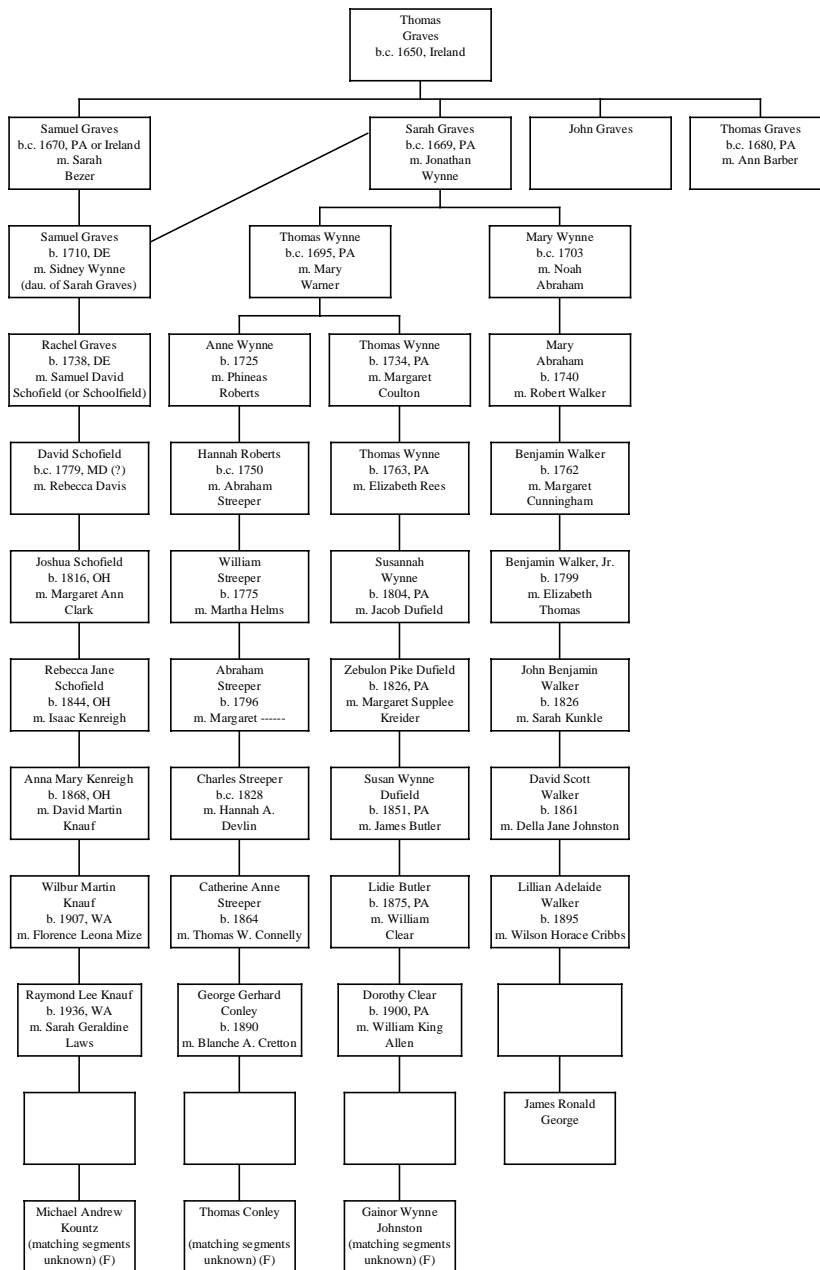 Thomas
Graves
b.c. 1650, Ireland
Samuel Graves
b.c. 1670, PA or Ireland
m. Sarah
Bezer
Sarah Graves
b.c. 1669, PA
m. Jonathan
Wynne
John Graves
Thomas Graves
b.c. 1680, PA
m. Ann Barber
Samuel Graves
b. 1710, DE
m. Sidney Wynne
(dau. of Sarah Graves)
Thomas Wynne
b.c. 1695, PA
m. Mary
Warner
Mary Wynne
b.c. 1703
m. Noah
Abraham
Rachel Graves
b. 1738, DE
m. Samuel David
Schofield (or Schoolfield)
Anne Wynne
b. 1725
m. Phineas
Roberts
Thomas Wynne
b. 1734, PA
m. Margaret
Coulton
Mary
Abraham
b. 1740
m. Robert Walker
David Schofield
b.c. 1779, MD (?)
m. Rebecca Davis
Hannah Roberts
b.c. 1750
m. Abraham
Streeper
Thomas Wynne
b. 1763, PA
m. Elizabeth Rees
Benjamin Walker
b. 1762
m. Margaret
Cunningham
Joshua Schofield
b. 1816, OH
m. Margaret Ann
Clark
William
Streeper
b. 1775
m. Martha Helms
Susannah
Wynne
b. 1804, PA
m. Jacob Dufield
Benjamin Walker, Jr.
b. 1799
m. Elizabeth
Thomas
Rebecca Jane
Schofield
b. 1844, OH
m. Isaac Kenreigh
Abraham
Streeper
b. 1796
m. Margaret ------
Zebulon Pike Dufield
b. 1826, PA
m. Margaret Supplee
Kreider
John Benjamin
Walker
b. 1826
m. Sarah Kunkle
Anna Mary Kenreigh
b. 1868, OH
m. David Martin
Knauf
Charles Streeper
b.c. 1828
m. Hannah A.
Devlin
Susan Wynne
Dufield
b. 1851, PA
m. James Butler
David Scott
Walker
b. 1861
m. Della Jane Johnston
Wilbur Martin
Knauf
b. 1907, WA
m. Florence Leona Mize
Catherine Anne
Streeper
b. 1864
m. Thomas W. Connelly
Lidie Butler
b. 1875, PA
m. William
Clear
Lillian Adelaide
Walker
b. 1895
m. Wilson Horace Cribbs
Raymond Lee Knauf
b. 1936, WA
m. Sarah Geraldine
Laws
George Gerhard
Conley
b. 1890
m. Blanche A. Cretton
Dorothy Clear
b. 1900, PA
m. William King
Allen
James Ronald
George
Michael Andrew
Kountz
(matching segments
unknown) (F)
Thomas Conley
(matching segments
unknown) (F)
Gainor Wynne
Johnston
(matching segments
unknown) (F)